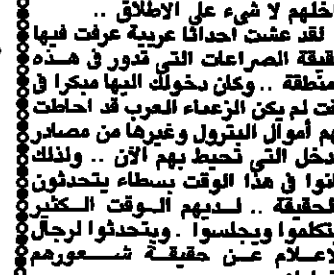 دخلهم لا شيء على الاطلاق ..
لقد عشت احداثا عربية عرفت فيها
حقيقة الصراعات التي تدور في هذه
المنطقة .. وكان دخولك اليها مبكرا في
وقت لم يكن الزعماء العرب قد احاطت
بهم أموال البترول وغيرها من مصادر
الدخل التي تحيط بهم الآن .. ولذلك
كانوا في هذا الوقت بسطاء يتحدثون
الحقيقة .. لديهم الوقت الكثير
ليتكلموا ويجلسوا . ويتحدثوا لرجال
الاعلام عن حقيقة شعورهم